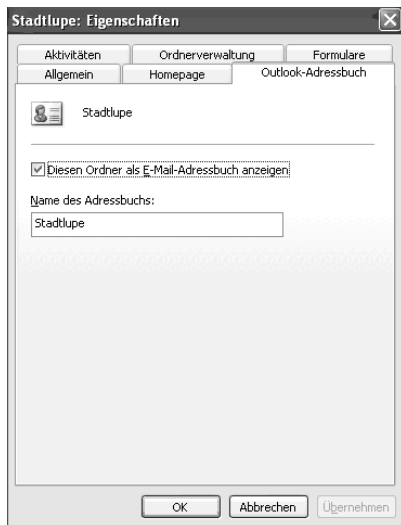 Stadtlupe: Eigenschaften
Aktivitäten Ordnerverwaltung Formulare
Allgemein Homepage Outlook-Adressbuch
Stadtlupe
Diesen Ordner als E-Mail-Adressbuch anzeigen
Name des Adressbuchs:
Stadtlupe
OK Abbrechen Übernehmen